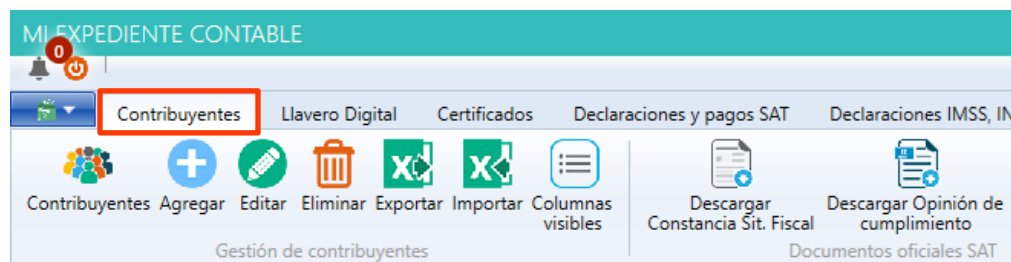 MI EXPEDIENTE CONTABLE
0
Contribuyentes Llavero Digital Certificados Declaraciones y pagos SAT Declaraciones IMSS, IN
Contribuyentes Agregar Editar Eliminar Exportar Importar Columnas visibles Descargar Constancia Sit. Fiscal Descargar Opinión de cumplimiento
Gestión de contribuyentes Documentos oficiales SAT